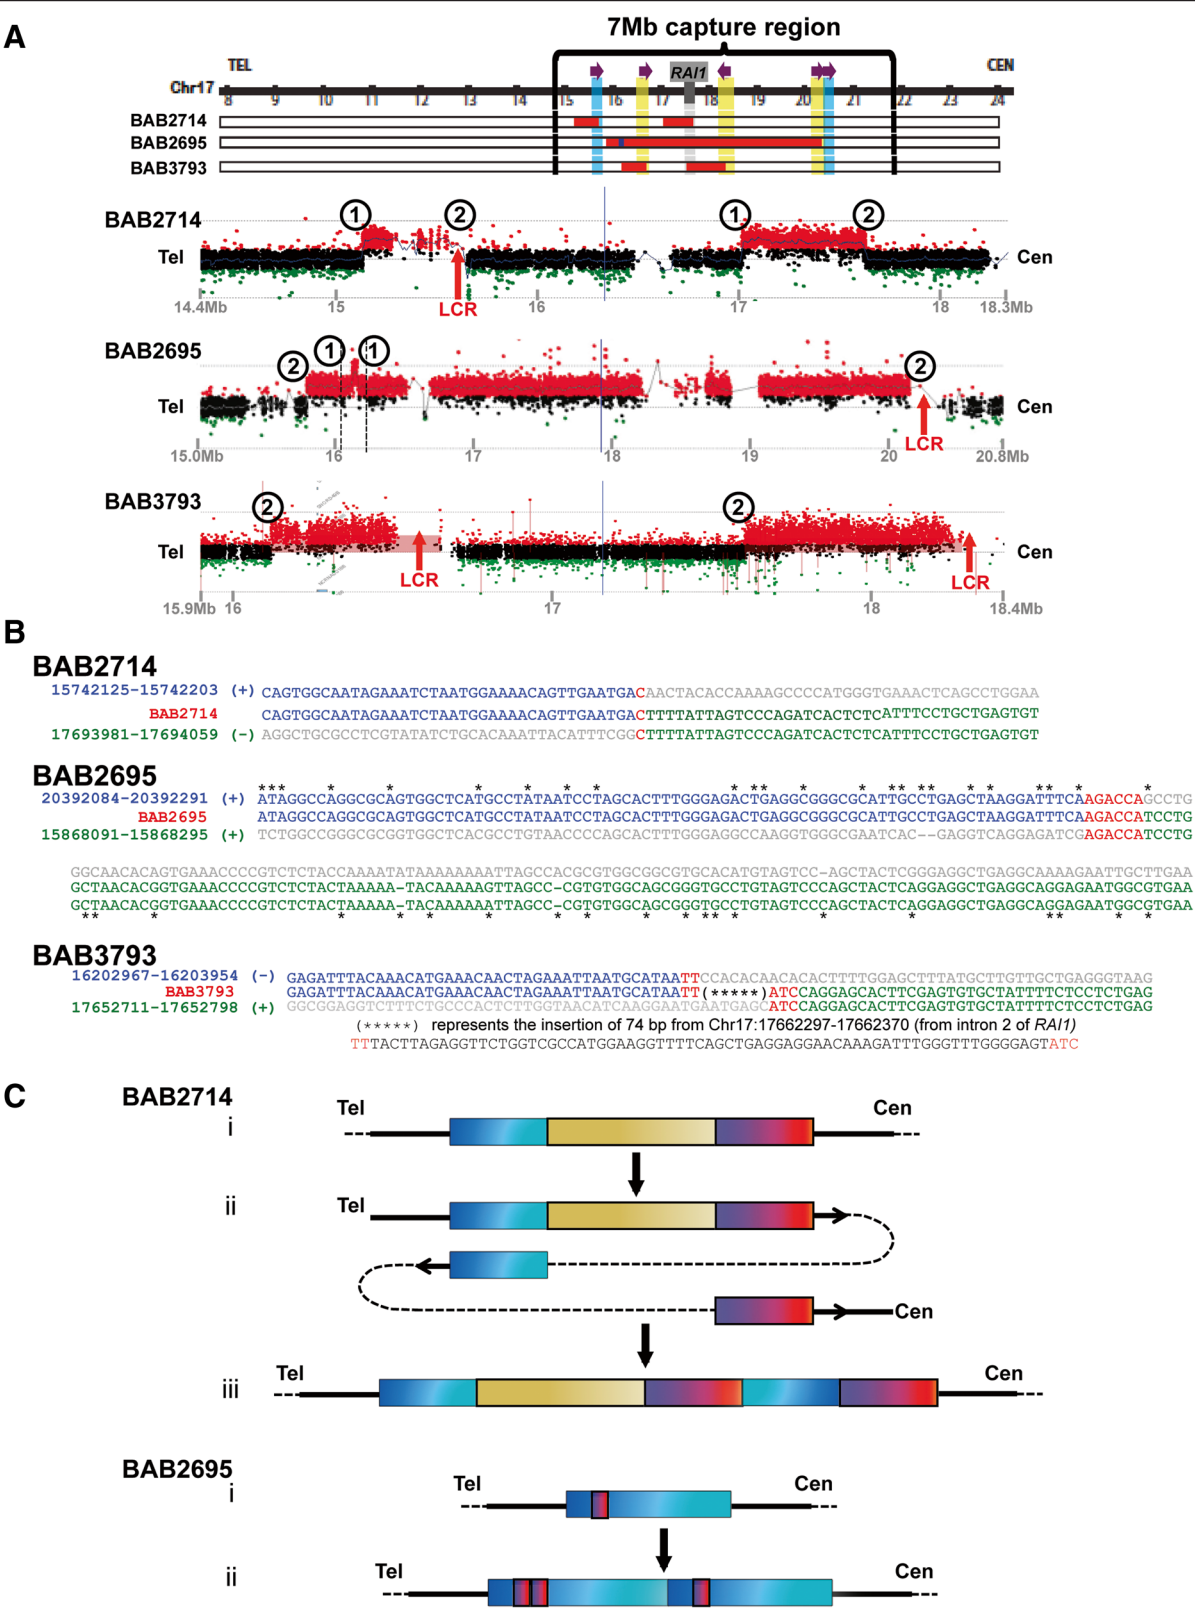 A
7Mb capture region
TEL
RAI1
CEN
Chr17
8 9 10 11 12 13 14 15 16 17 18 19 20 21 22 23 24
BAB2714
BAB2695
BAB3793
BAB2714
1 2 1 2
Tel
Cen
LCR
14.4Mb 15 16 17 18 18.3Mb
BAB2695
2 1 1 2
Tel
Cen
LCR
15.0Mb 16 17 18 19 20 20.8Mb
BAB3793
2 2
Tel
Cen
LCR
LCR
15.9Mb 16 17 18 18.4Mb
B
BAB2714
15742125-15742203 (+) CAGTGGCAATAGAAATCTAATGGAAAACAGTTGAATGACAACTACACCAAAAGCCCCATGGGTGAAACTCAGCCTGGAA
BAB2714 CAGTGGCAATAGAAATCTAATGGAAAACAGTTGAATGACTTTTATTAGTCCCAGATCACTCTCATTTCCTGCTGAGTGT
17693981-17694059 (-) AGGCTGCGCCTCGTATATCTGCACAAATTACATTTCGGCTTTTATTAGTCCCAGATCACTCTCATTTCCTGCTGAGTGT
BAB2695
*** * * * * * * * * ** ** * * ** * *
20392084-20392291 (+) ATAGGCCAGGCGCAGTGGCTCATGCCTATAATCCTAGCACTTTGGGAGACTGAGGCGGGCGCATTGCCTGAGCTAAGGATTTCAAGACCAGCCTG
BAB2695 ATAGGCCAGGCGCAGTGGCTCATGCCTATAATCCTAGCACTTTGGGAGACTGAGGCGGGCGCATTGCCTGAGCTAAGGATTTCAAGACCATCCTG
15868091-15868295 (+) TCTGGCCGGGCGCGGTGGCTCACGCCTGTAACCCCAGCACTTTGGGAGGCCAAGGTGGGCGAATCAC--GAGGTCAGGAGATCGAGACCATCCTG
GGCAACACAGTGAAACCCCGTCTCTACCAAAATATAAAAAAAATTAGCCACGCGTGGCGGCGTGCACATGTAGTCC-AGCTACTCGGGAGGCTGAGGCAAAAGAATTGCTTGAA
GCTAACACGGTGAAACCCCGTCTCTACTAAAAA-TACAAAAAGTTAGCC-CGTGTGGCAGCGGGTGCCTGTAGTCCCAGCTACTCAGGAGGCTGAGGCAGGAGAATGGCGTGAA
GCTAACACGGTGAAACCCCGTCTCTACTAAAAA-TACAAAAAATTAGCC-CGTGTGGCAGCGGGTGCCTGTAGTCCCAGCTACTCAGGAGGCTGAGGCAGGAGAATGGCGTGAA
** * * * * * * * ** * * * ** * *
BAB3793
16202967-16203954 (-) GAGATTTACAAACATGAAACAACTAGAAATTAATGCATAATTCCACACAACACACTTTTGGAGCTTTATGCTTGTTGCTGAGGGTAAG
BAB3793 GAGATTTACAAACATGAAACAACTAGAAATTAATGCATAATT(*****)ATCCAGGAGCACTTCGAGTGTGCTATTTTCTCCTCTGAG
17652711-17652798 (+) GGCGGAGGTCTTTCTGCCCACTCTTGGTAACATCAAGGAATGAATGAGCATCCAGGAGCACTTCGAGTGTGCTATTTTCTCCTCTGAG
(*****) represents the insertion of 74 bp from Chr17:17662297-17662370 (from intron 2 of RAI1)
TTTACTTAGAGGTTCTGGTCGCCATGGAAGGTTTTCAGCTGAGGAGGAACAAAGATTTGGGTTTGGGGAGTATC
C
BAB2714
i
Tel Cen
ii
Tel
Cen
iii
Tel Cen
BAB2695
i
Tel Cen
ii
Tel Cen